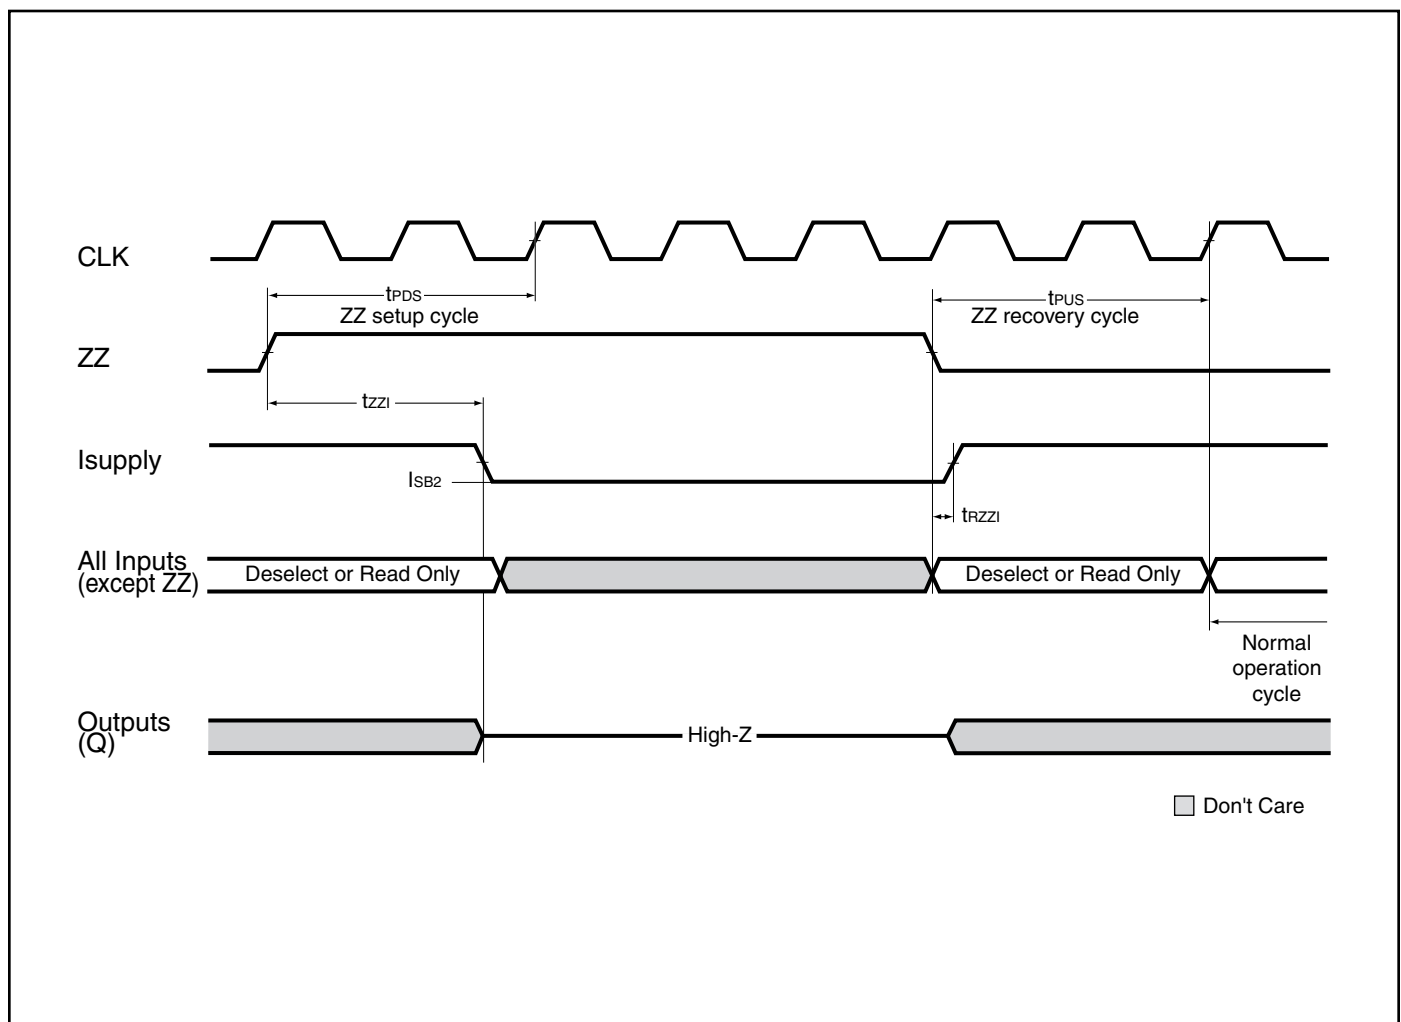 CLK
tPDS
ZZ setup cycle
tPUS
ZZ recovery cycle
ZZ
tZZI
Isupply
ISB2
tRZZI
All Inputs
(except ZZ)
Deselect or Read Only
Deselect or Read Only
Normal
operation
cycle
Outputs
(Q)
High-Z
Don't Care